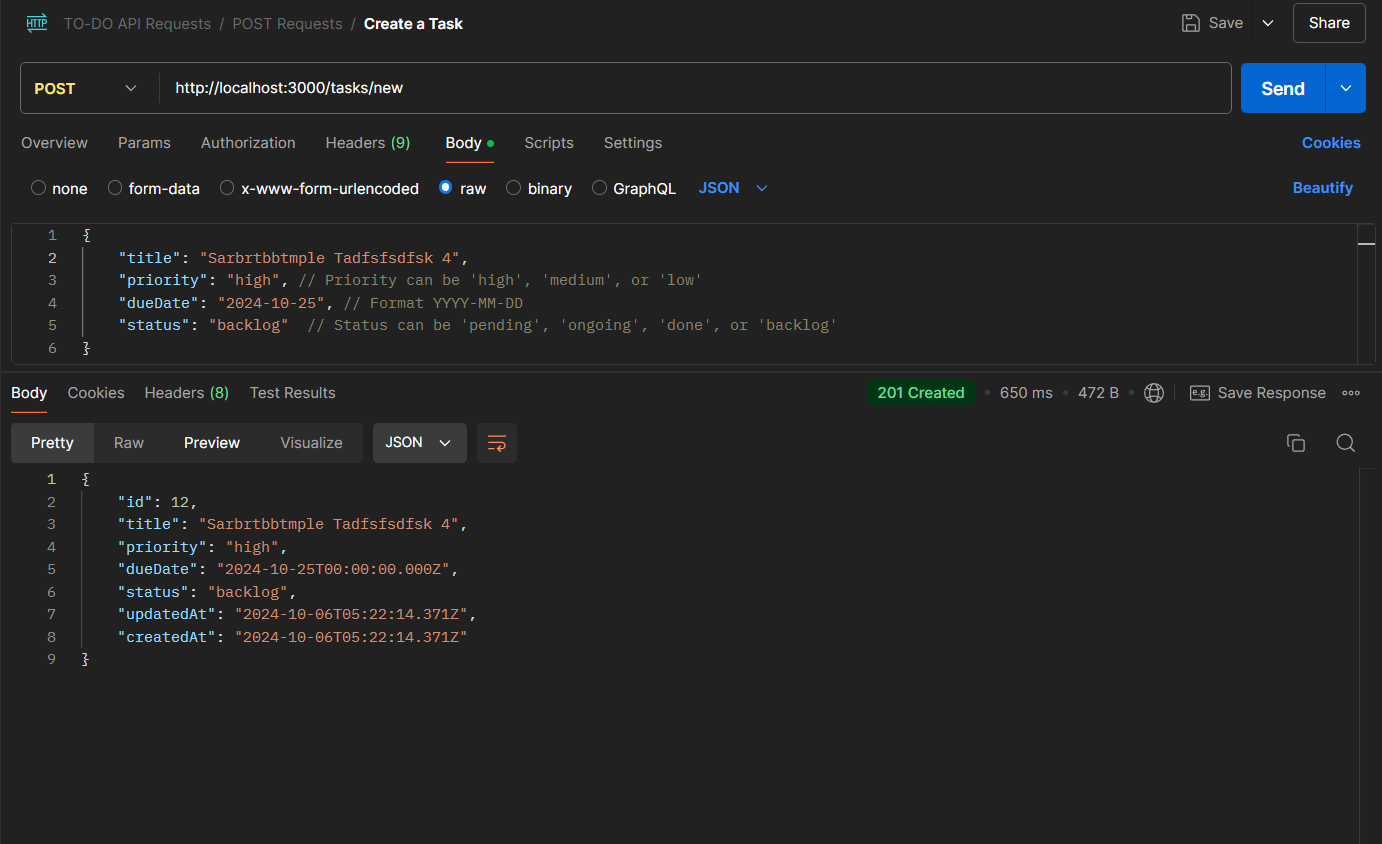 HTTP TO-DO API Requests / POST Requests / Create a Task Save Share
POST http://localhost:3000/tasks/new Send
Overview Params Authorization Headers (9) Body Scripts Settings Cookies
none form-data x-www-form-urlencoded raw binary GraphQL JSON Beautify
1 {
2 "title": "Sarbrtbbtmple Tadfsfsdfsk 4",
3 "priority": "high", // Priority can be 'high', 'medium', or 'low'
4 "dueDate": "2024-10-25", // Format YYYY-MM-DD
5 "status": "backlog" // Status can be 'pending', 'ongoing', 'done', or 'backlog'
6 }
Body Cookies Headers (8) Test Results 201 Created • 650 ms • 472 B • e.g. Save Response
Pretty Raw Preview Visualize JSON
1 {
2 "id": 12,
3 "title": "Sarbrtbbtmple Tadfsfsdfsk 4",
4 "priority": "high",
5 "dueDate": "2024-10-25T00:00:00.000Z",
6 "status": "backlog",
7 "updatedAt": "2024-10-06T05:22:14.371Z",
8 "createdAt": "2024-10-06T05:22:14.371Z"
9 }